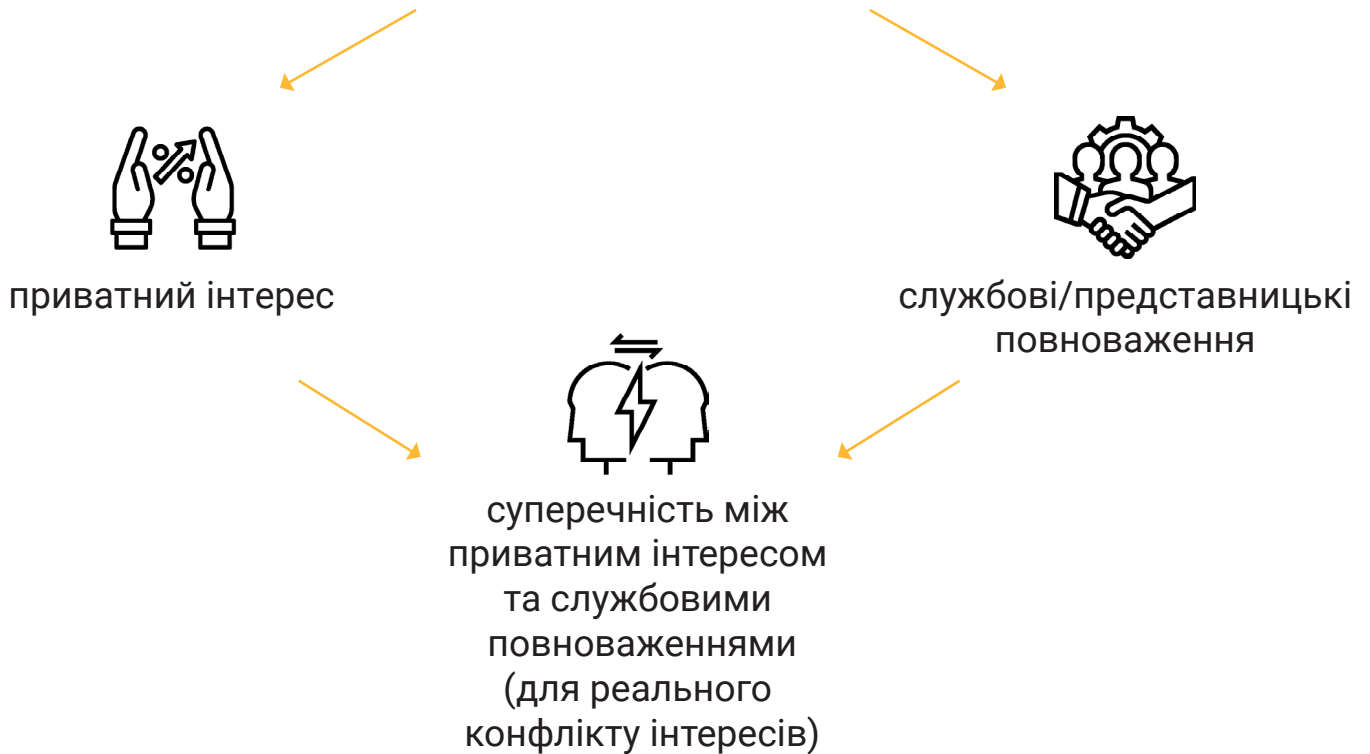 приватний інтерес
службові/представницькі
повноваження
суперечність між
приватним інтересом
та службовими
повноваженнями
(для реального
конфлікту інтересів)